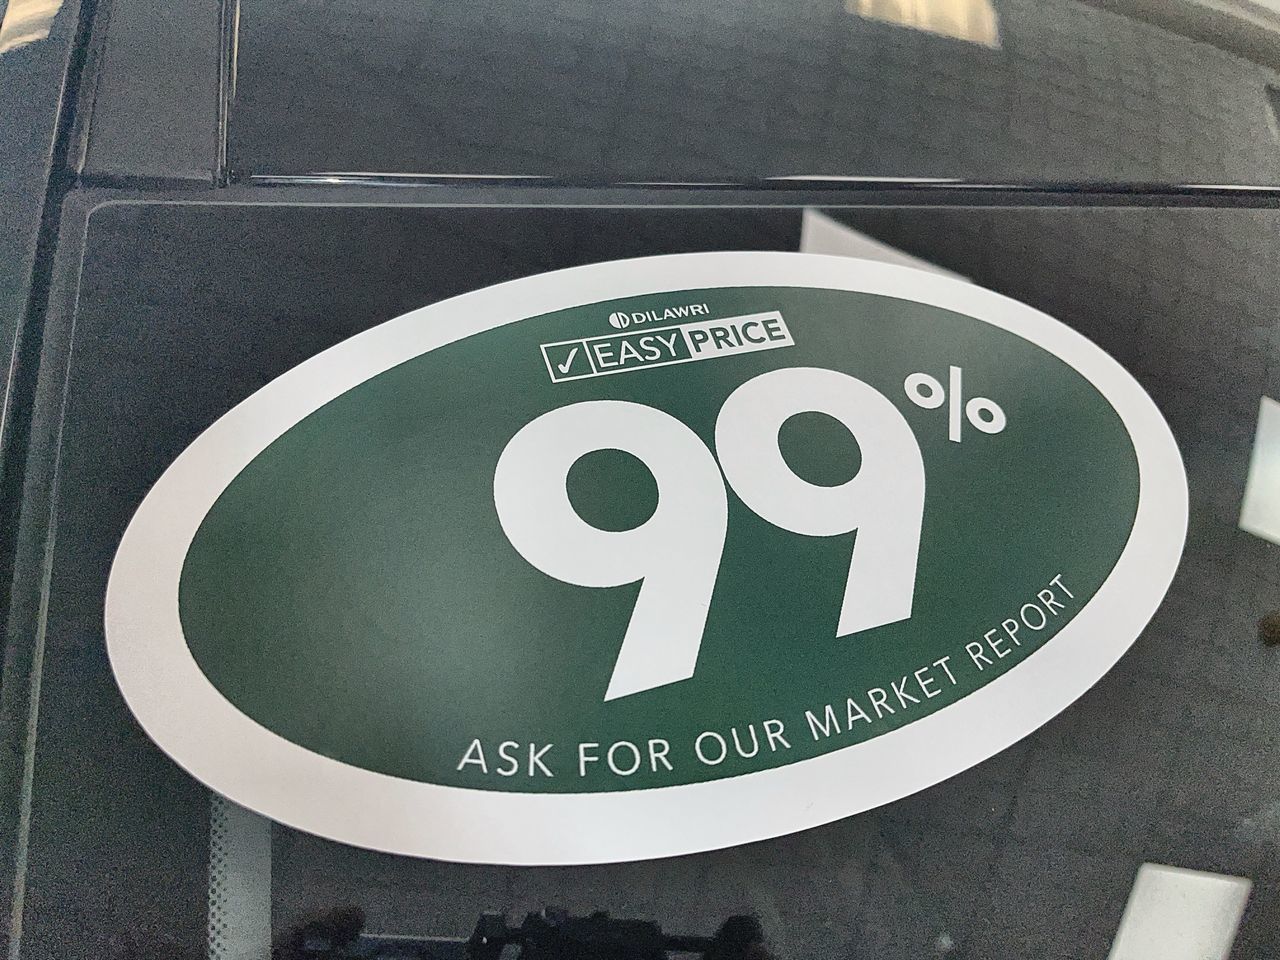 DILAWRI
✓ EASY PRICE
99%
ASK FOR OUR MARKET REPORT